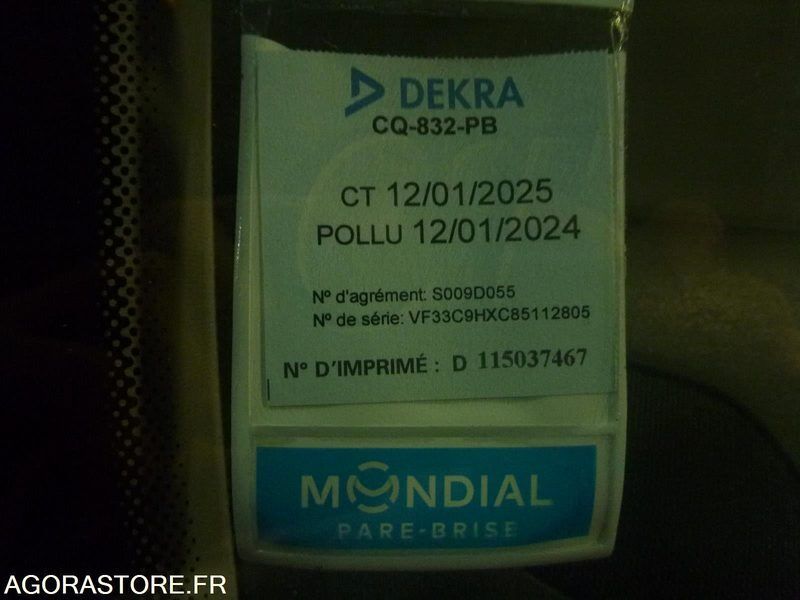 DEKRA
CQ-832-PB
CT 12/01/2025
POLLU 12/01/2024
N° d'agrément: S009D055
N° de série: VF33C9HXC85112805
N° D'IMPRIMÉ : D 115037467
MONDIAL
PARE-BRISE
AGORASTORE.FR